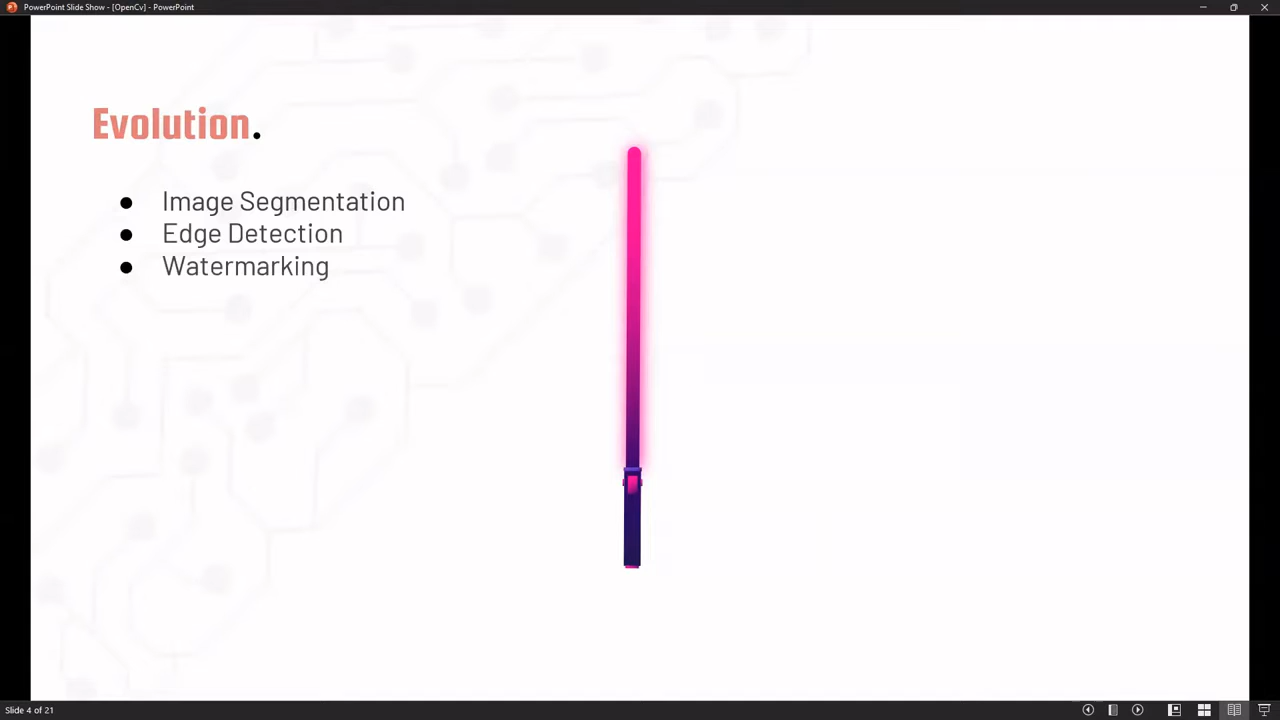 PowerPoint Slide Show - [OpenCv] - PowerPoint
Evolution.
● Image Segmentation
● Edge Detection
● Watermarking
Slide 4 of 21